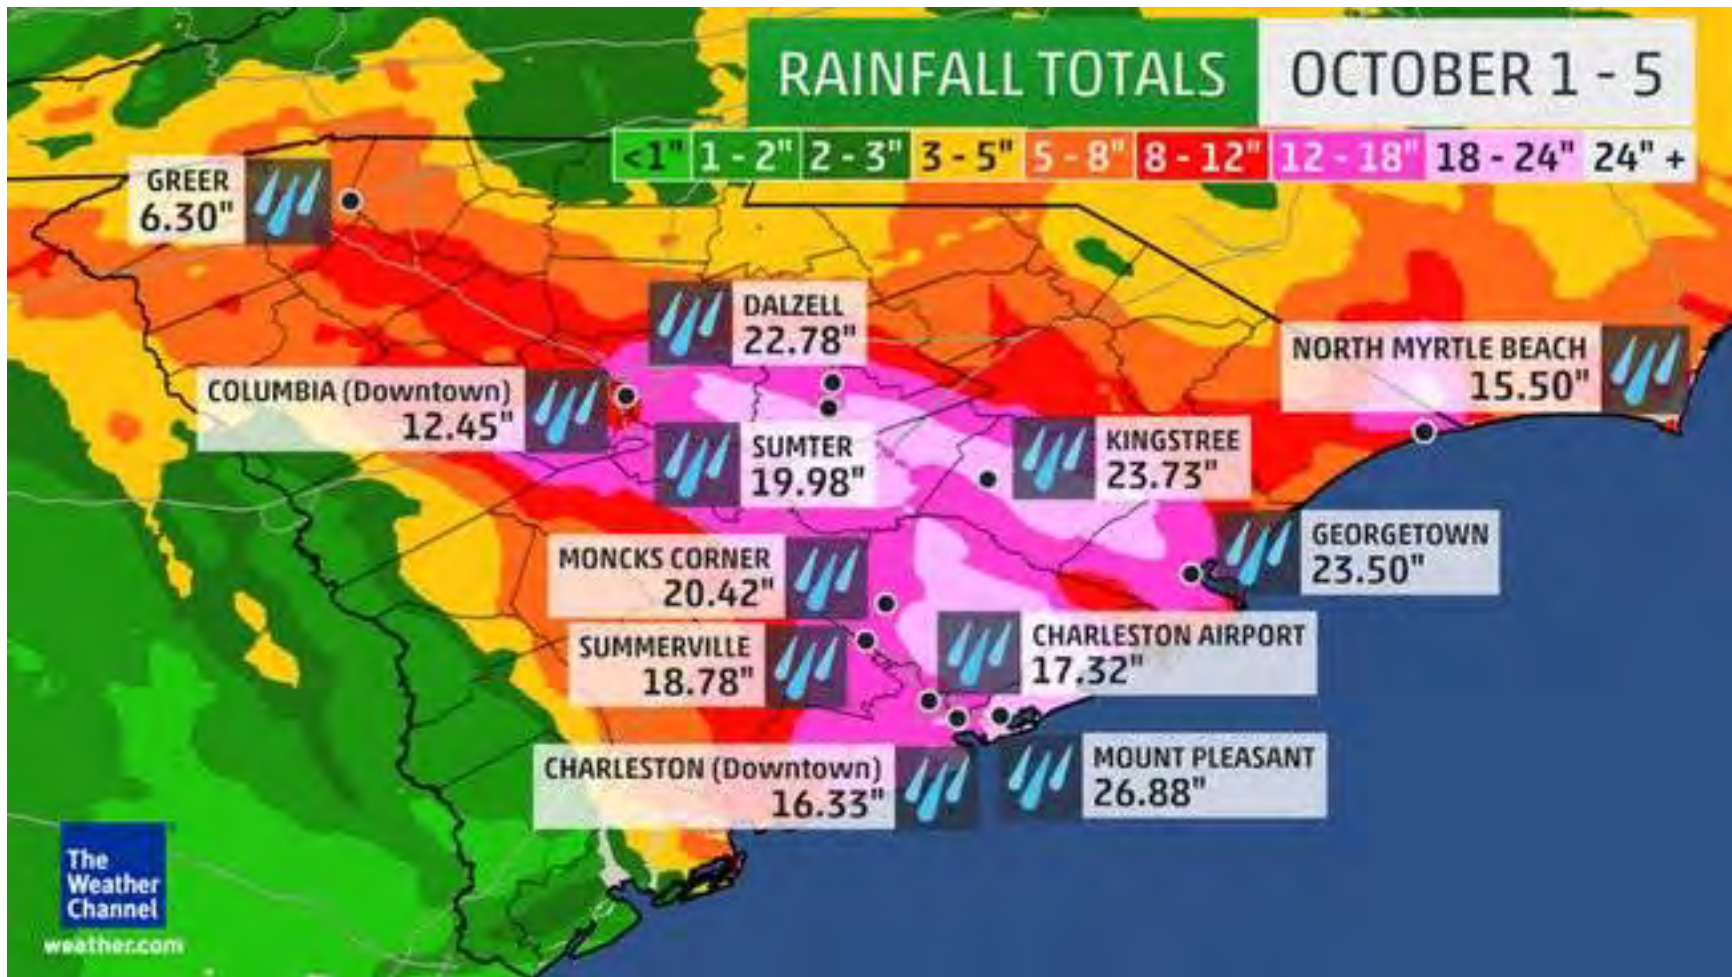 RAINFALL TOTALS OCTOBER 1 - 5
<1" 1 - 2" 2 - 3" 3 - 5" 5 - 8" 8 - 12" 12 - 18" 18 - 24" 24" +
GREER
6.30"
DALZELL
22.78"
NORTH MYRTLE BEACH
15.50"
COLUMBIA (Downtown)
12.45"
SUMTER
19.98"
KINGSTREE
23.73"
GEORGETOWN
23.50"
MONCKS CORNER
20.42"
SUMMERVILLE
18.78"
CHARLESTON AIRPORT
17.32"
CHARLESTON (Downtown)
16.33"
MOUNT PLEASANT
26.88"
The
Weather
Channel
weather.com